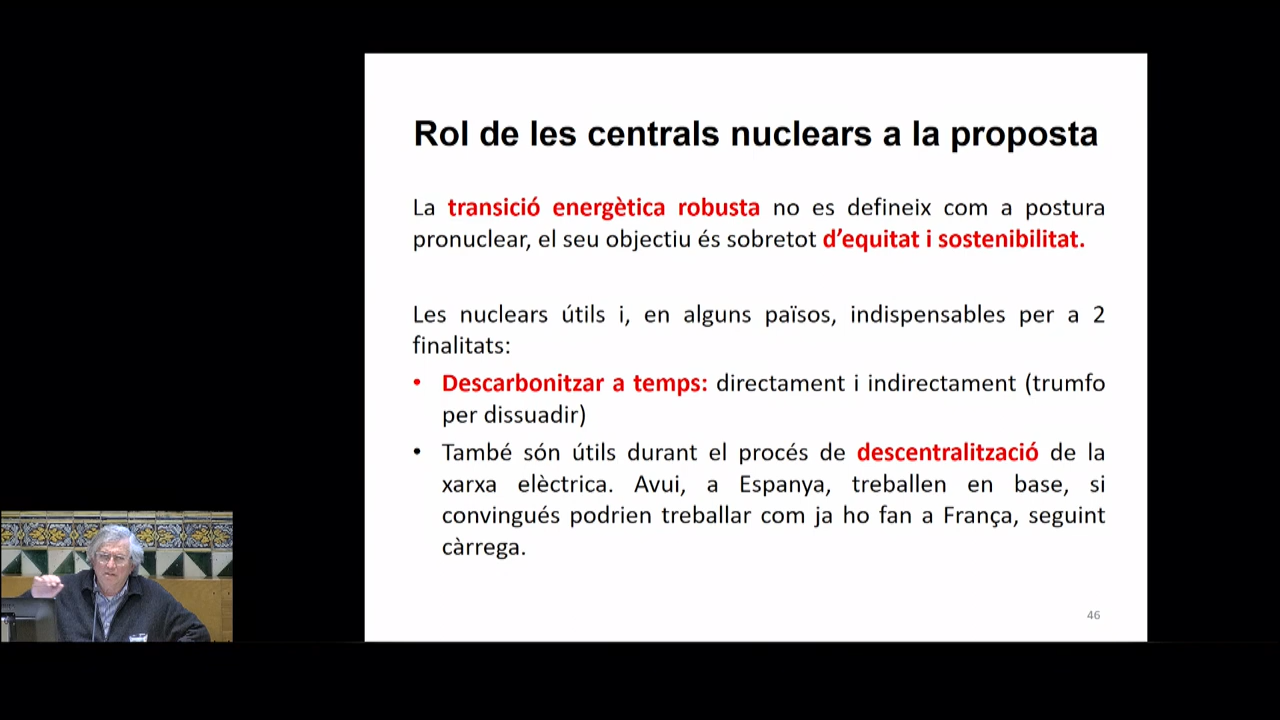 Rol de les centrals nuclears a la proposta
La transició energètica robusta no es defineix com a postura
pronuclear, el seu objectiu és sobretot d’equitat i sostenibilitat.
Les nuclears útils i, en alguns països, indispensables per a 2
finalitats:
• Descarbonitzar a temps: directament i indirectament (trumfo
per dissuadir)
• També són útils durant el procés de descentralització de la
xarxa elèctrica. Avui, a Espanya, treballen en base, si
convingués podrien treballar com ja ho fan a França, seguint
càrrega.
46